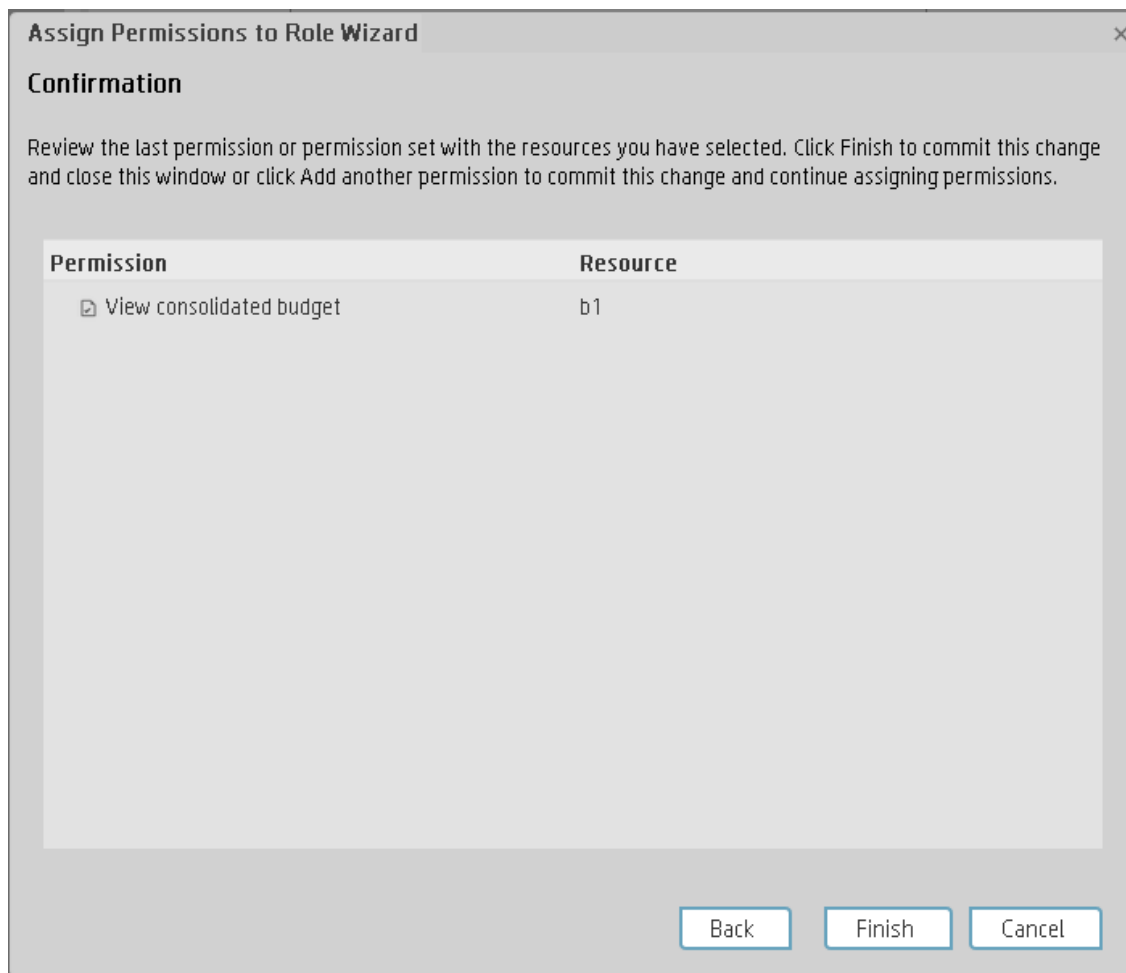 Assign Permissions to Role Wizard
Confirmation
Review the last permission or permission set with the resources you have selected. Click Finish to commit this change
and close this window or click Add another permission to commit this change and continue assigning permissions.
Permission Resource
View consolidated budget b1
Back Finish Cancel